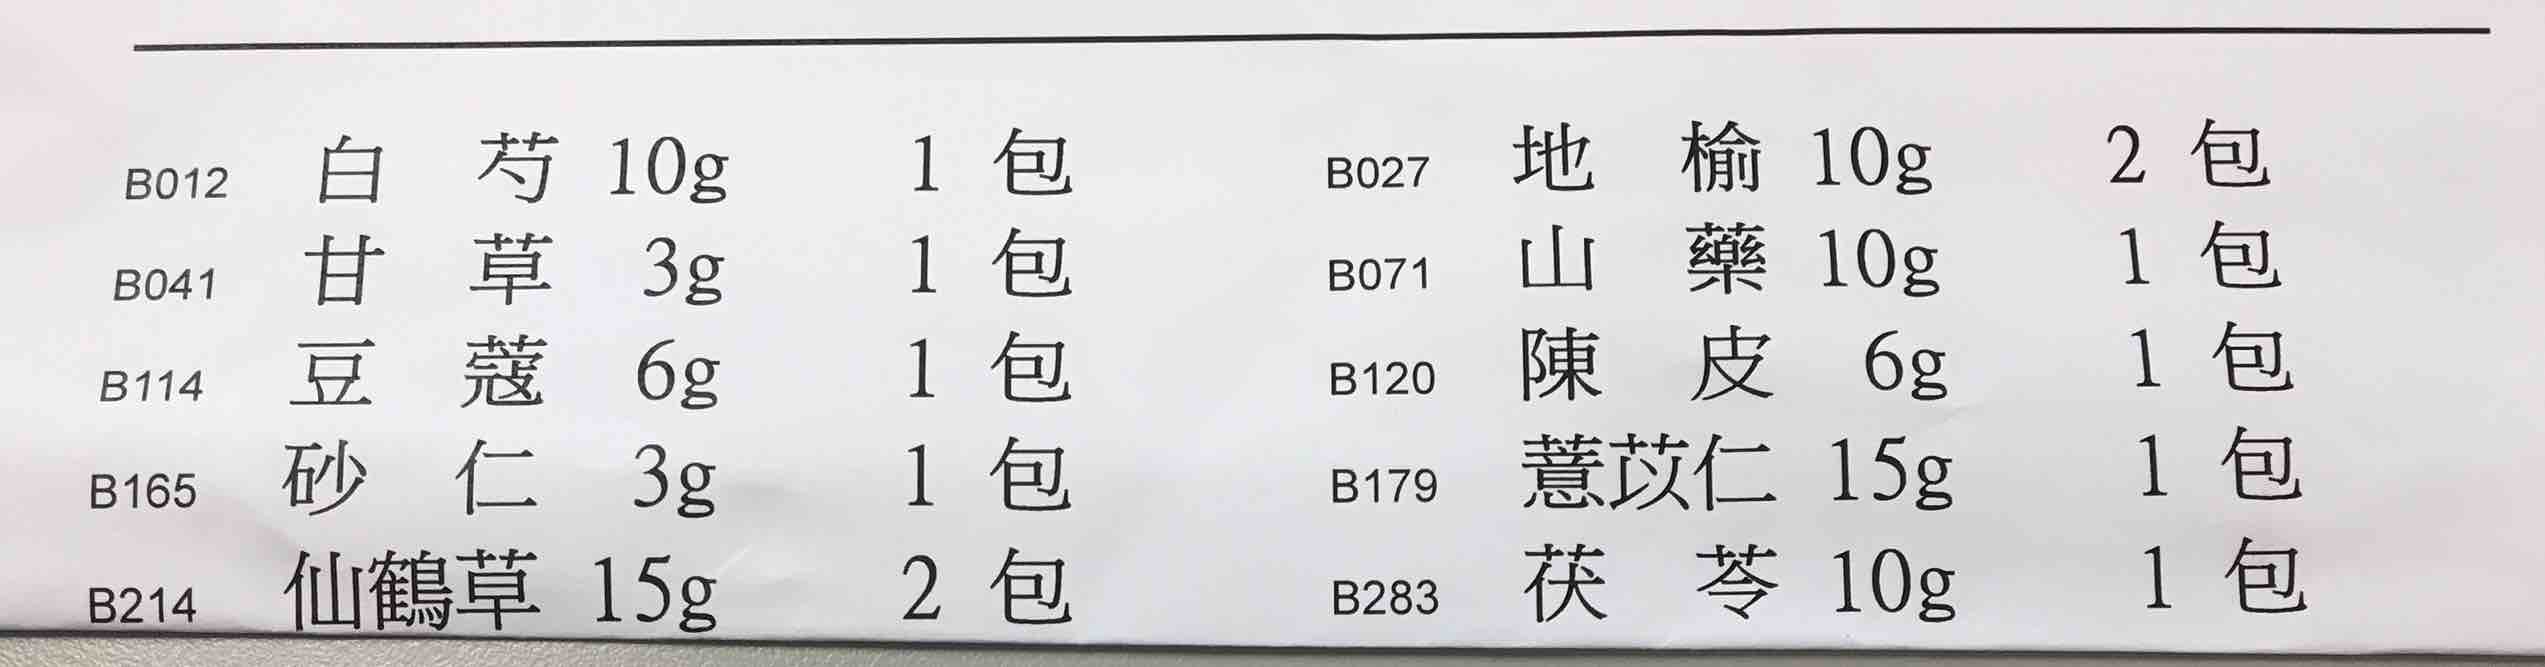 B012 白芍 10g 1 包 B027 地榆 10g 2 包
B041 甘草 3g 1 包 B071 山藥 10g 1 包
B114 豆蔻 6g 1 包 B120 陳皮 6g 1 包
B165 砂仁 3g 1 包 B179 薏苡仁 15g 1 包
B214 仙鶴草 15g 2 包 B283 茯苓 10g 1 包